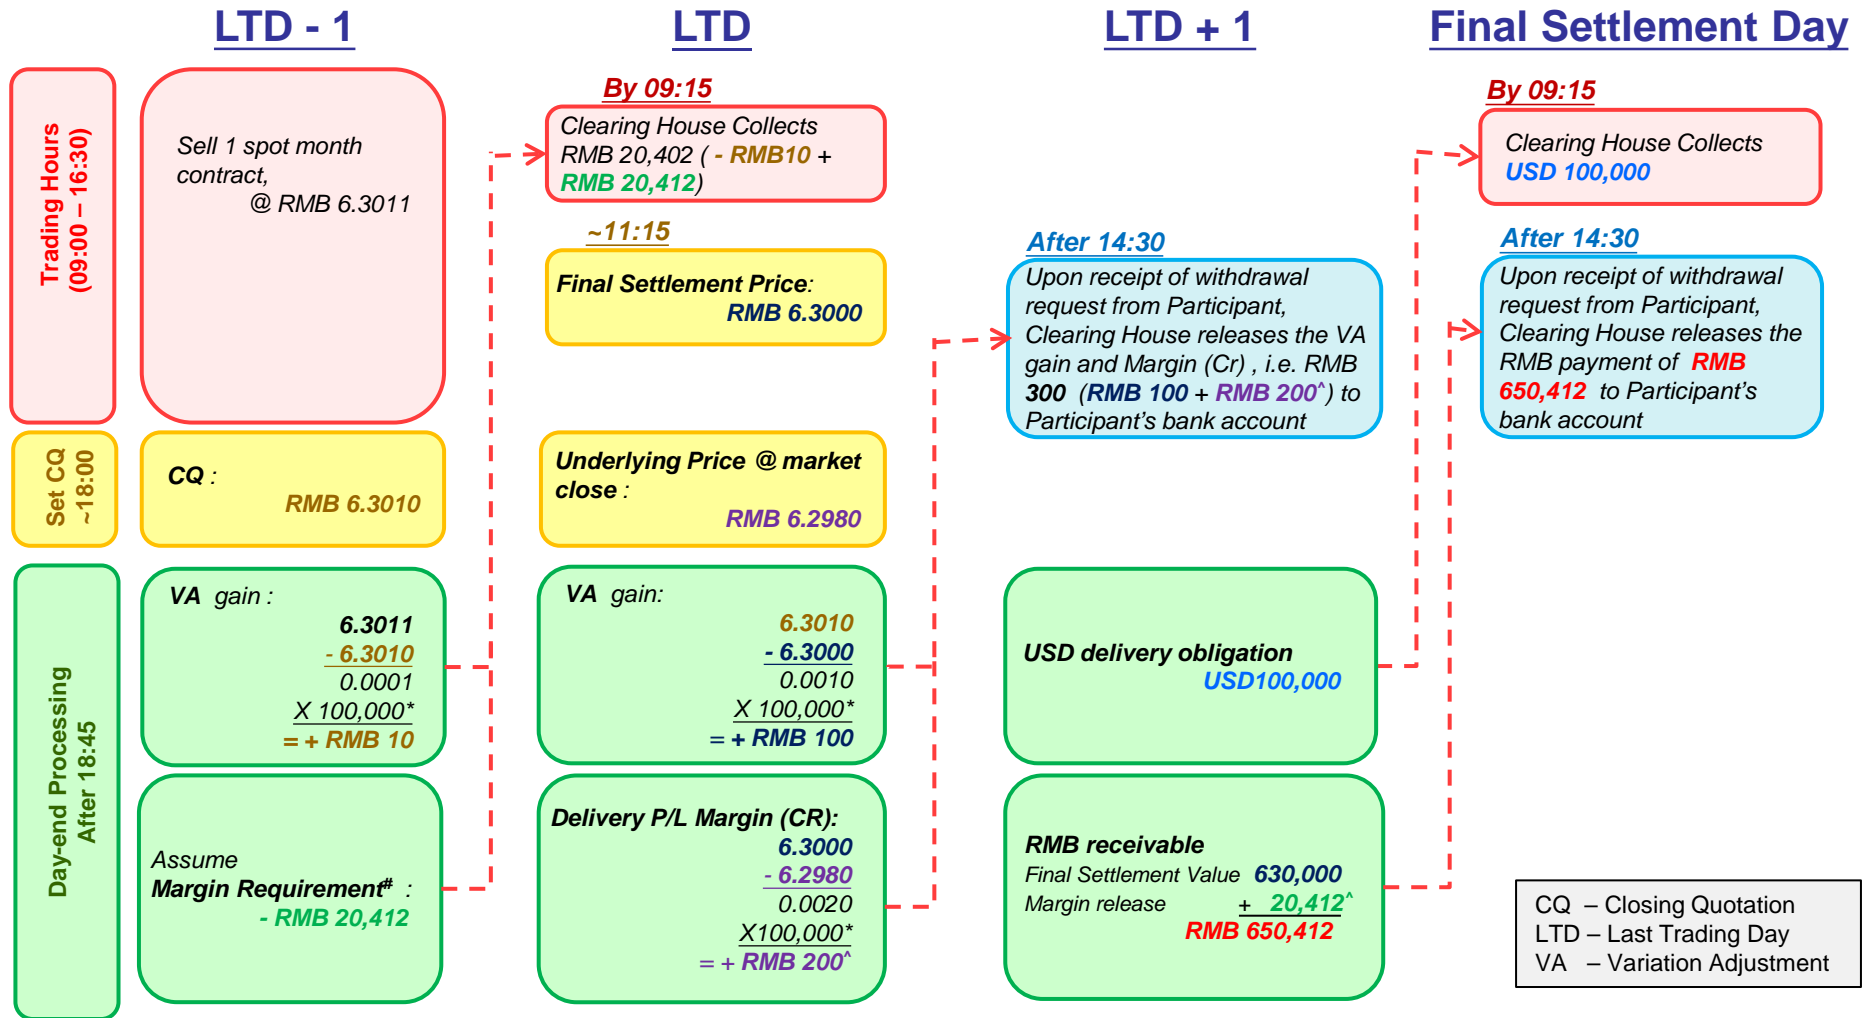 LTD - 1
LTD
LTD + 1
Final Settlement Day
Trading Hours
(09:00 – 16:30)
Sell 1 spot month
contract,
@ RMB 6.3011
By 09:15
Clearing House Collects
RMB 20,402 ( - RMB10 +
RMB 20,412)
~11:15
Final Settlement Price:
RMB 6.3000
After 14:30
Upon receipt of withdrawal
request from Participant,
Clearing House releases the VA
gain and Margin (Cr) , i.e. RMB
300 (RMB 100 + RMB 200^) to
Participant's bank account
By 09:15
Clearing House Collects
USD 100,000
After 14:30
Upon receipt of withdrawal
request from Participant,
Clearing House releases the
RMB payment of RMB
650,412 to Participant's
bank account
Set CQ
~18:00
CQ :
RMB 6.3010
Underlying Price @ market
close :
RMB 6.2980
Day-end Processing
After 18:45
VA gain :
6.3011
- 6.3010
0.0001
X 100,000*
= + RMB 10
VA gain:
6.3010
- 6.3000
0.0010
X 100,000*
= + RMB 100
USD delivery obligation
USD100,000
Assume
Margin Requirement# :
- RMB 20,412
Delivery P/L Margin (CR):
6.3000
- 6.2980
0.0020
X100,000*
= + RMB 200^
RMB receivable
Final Settlement Value 630,000
Margin release + 20,412^
RMB 650,412
CQ – Closing Quotation
LTD – Last Trading Day
VA – Variation Adjustment